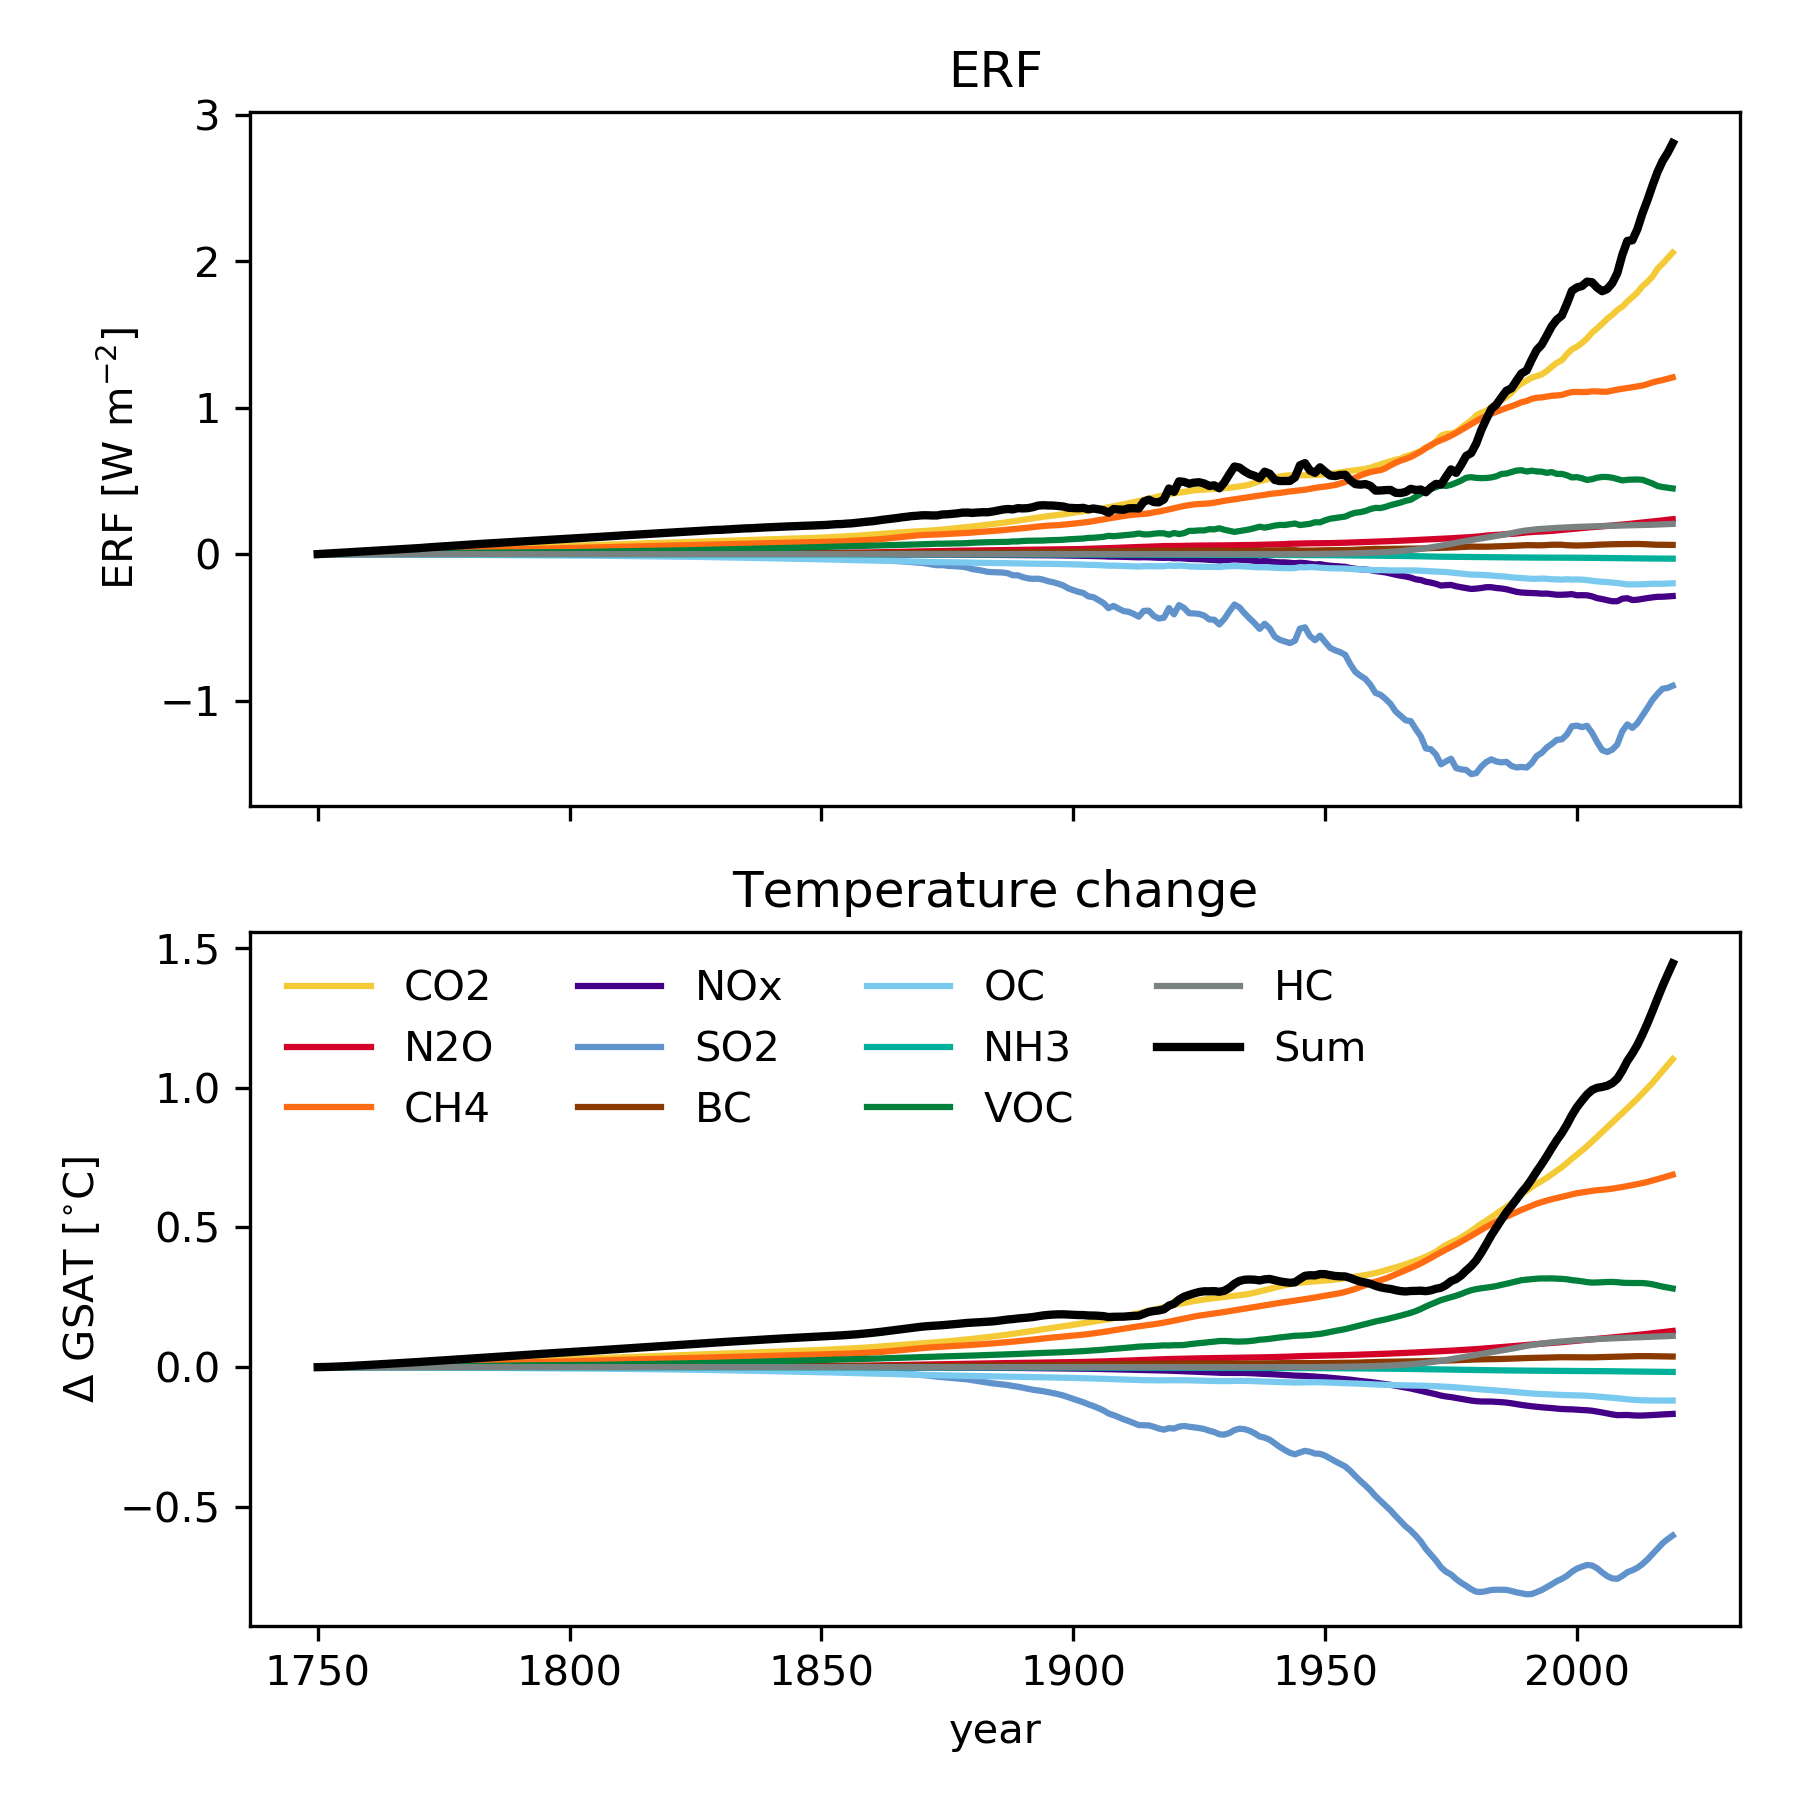 ERF
3
2
1
0
−1
ERF [W m⁻²]
Temperature change
1.5
1.0
0.5
0.0
−0.5
Δ GSAT [°C]
CO2 NOx OC HC
N2O SO2 NH3 Sum
CH4 BC VOC
1750 1800 1850 1900 1950 2000
year